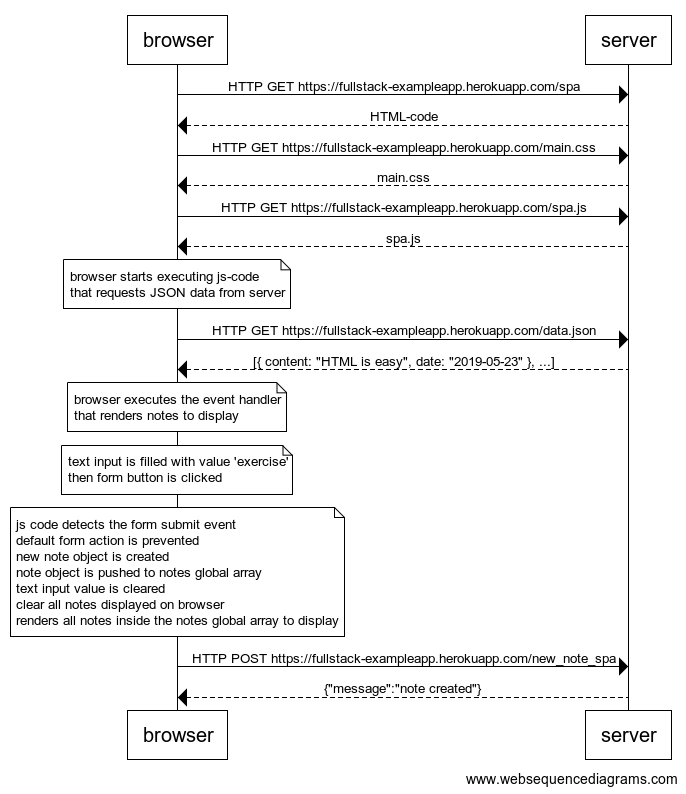 browser
server
HTTP GET https://fullstack-exampleapp.herokuapp.com/spa
HTML-code
HTTP GET https://fullstack-exampleapp.herokuapp.com/main.css
main.css
HTTP GET https://fullstack-exampleapp.herokuapp.com/spa.js
spa.js
browser starts executing js-code
that requests JSON data from server
HTTP GET https://fullstack-exampleapp.herokuapp.com/data.json
[{ content: "HTML is easy", date: "2019-05-23" }, ...]
browser executes the event handler
that renders notes to display
text input is filled with value 'exercise'
then form button is clicked
js code detects the form submit event
default form action is prevented
new note object is created
note object is pushed to notes global array
text input value is cleared
clear all notes displayed on browser
renders all notes inside the notes global array to display
HTTP POST https://fullstack-exampleapp.herokuapp.com/new_note_spa
{"message":"note created"}
browser
server
www.websequencediagrams.com